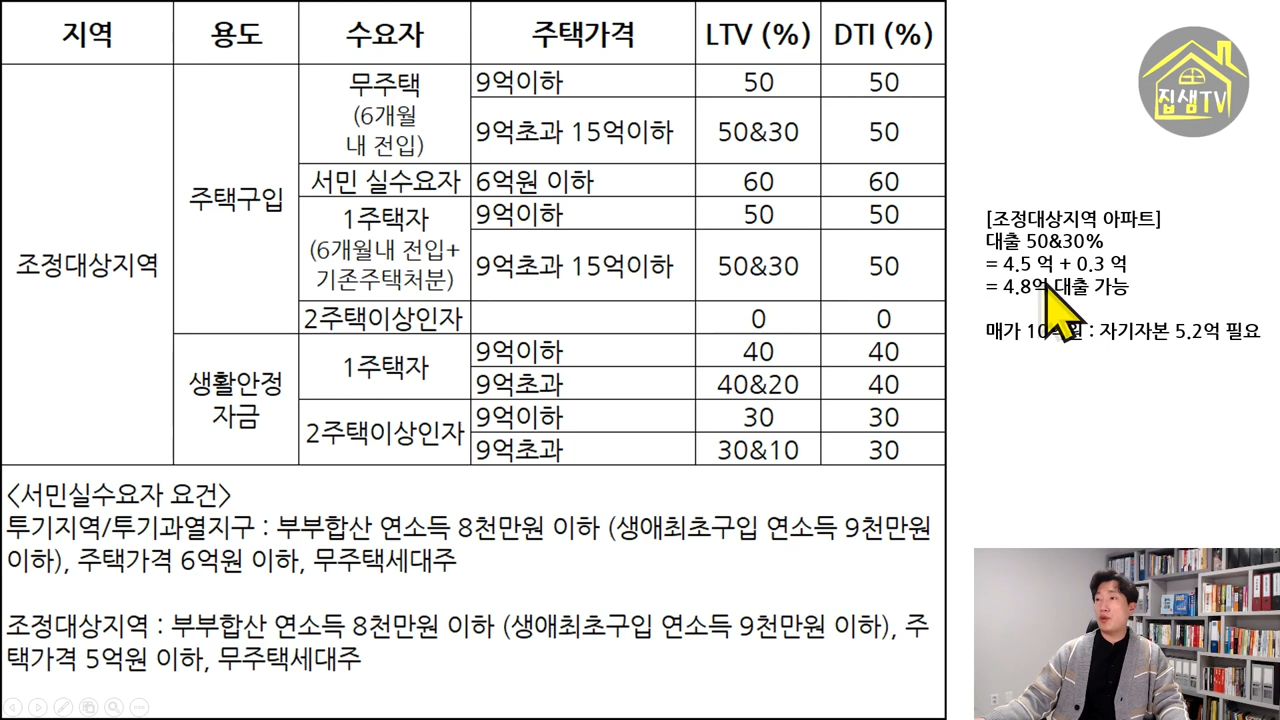 지역 용도 수요자 주택가격 LTV (%) DTI (%)
조정대상지역
주택구입
무주택
(6개월
내 전입)
9억이하 50 50
9억초과 15억이하 50&30 50
서민 실수요자 6억원 이하 60 60
1주택자
(6개월내 전입+
기존주택처분)
9억이하 50 50
9억초과 15억이하 50&30 50
2주택이상인자 0 0
생활안정
자금
1주택자
9억이하 40 40
9억초과 40&20 40
2주택이상인자
9억이하 30 30
9억초과 30&10 30
<서민실수요자 요건>
투기지역/투기과열지구 : 부부합산 연소득 8천만원 이하 (생애최초구입 연소득 9천만원
이하), 주택가격 6억원 이하, 무주택세대주
조정대상지역 : 부부합산 연소득 8천만원 이하 (생애최초구입 연소득 9천만원 이하), 주
택가격 5억원 이하, 무주택세대주
집샘TV
[조정대상지역 아파트]
대출 50&30%
= 4.5 억 + 0.3 억
= 4.8억 대출 가능
매가 : 자기자본 5.2억 필요